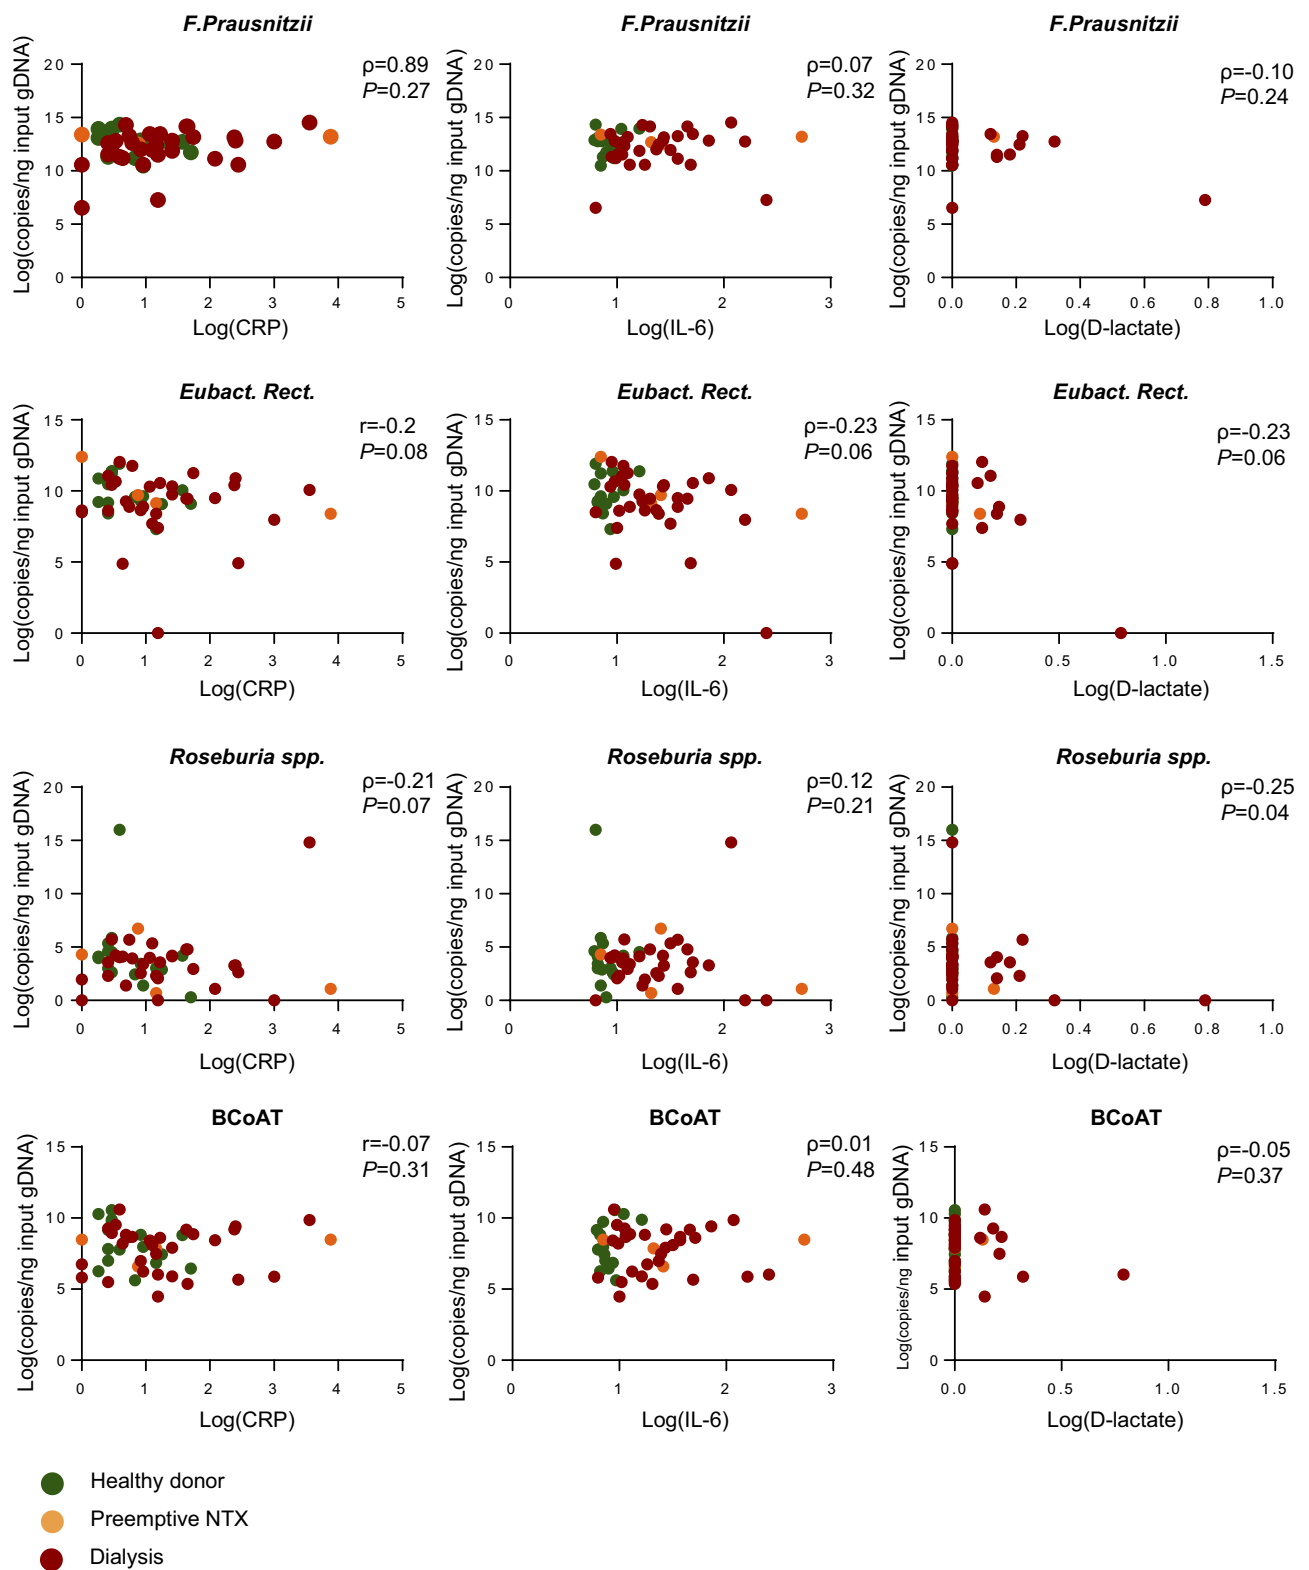 F.Prausnitzii
Log(copies/ng input gDNA)
20
15
10
5
0
ρ=0.89
P=0.27
0 1 2 3 4 5
Log(CRP)
F.Prausnitzii
Log(copies/ng input gDNA)
20
15
10
5
0
ρ=0.07
P=0.32
0 1 2 3
Log(IL-6)
F.Prausnitzii
Log(copies/ng input gDNA)
20
15
10
5
0
ρ=-0.10
P=0.24
0.0 0.2 0.4 0.6 0.8 1.0
Log(D-lactate)
Eubact. Rect.
Log(copies/ng input gDNA)
15
10
5
0
r=-0.2
P=0.08
0 1 2 3 4 5
Log(CRP)
Eubact. Rect.
Log(copies/ng input gDNA)
15
10
5
0
ρ=-0.23
P=0.06
0 1 2 3
Log(IL-6)
Eubact. Rect.
Log(copies/ng input gDNA)
15
10
5
0
ρ=-0.23
P=0.06
0.0 0.5 1.0 1.5
Log(D-lactate)
Roseburia spp.
Log(copies/ng input gDNA)
20
15
10
5
0
ρ=-0.21
P=0.07
0 1 2 3 4 5
Log(CRP)
Roseburia spp.
Log(copies/ng input gDNA)
20
15
10
5
0
ρ=0.12
P=0.21
0 1 2 3
Log(IL-6)
Roseburia spp.
Log(copies/ng input gDNA)
20
15
10
5
0
ρ=-0.25
P=0.04
0.0 0.2 0.4 0.6 0.8 1.0
Log(D-lactate)
BCoAT
Log(copies/ng input gDNA)
15
10
5
0
r=-0.07
P=0.31
0 1 2 3 4 5
Log(CRP)
BCoAT
Log(copies/ng input gDNA)
15
10
5
0
ρ=0.01
P=0.48
0 1 2 3
Log(IL-6)
BCoAT
Log(copies/ng input gDNA)
15
10
5
0
ρ=-0.05
P=0.37
0.0 0.5 1.0 1.5
Log(D-lactate)
Healthy donor
Preemptive NTX
Dialysis